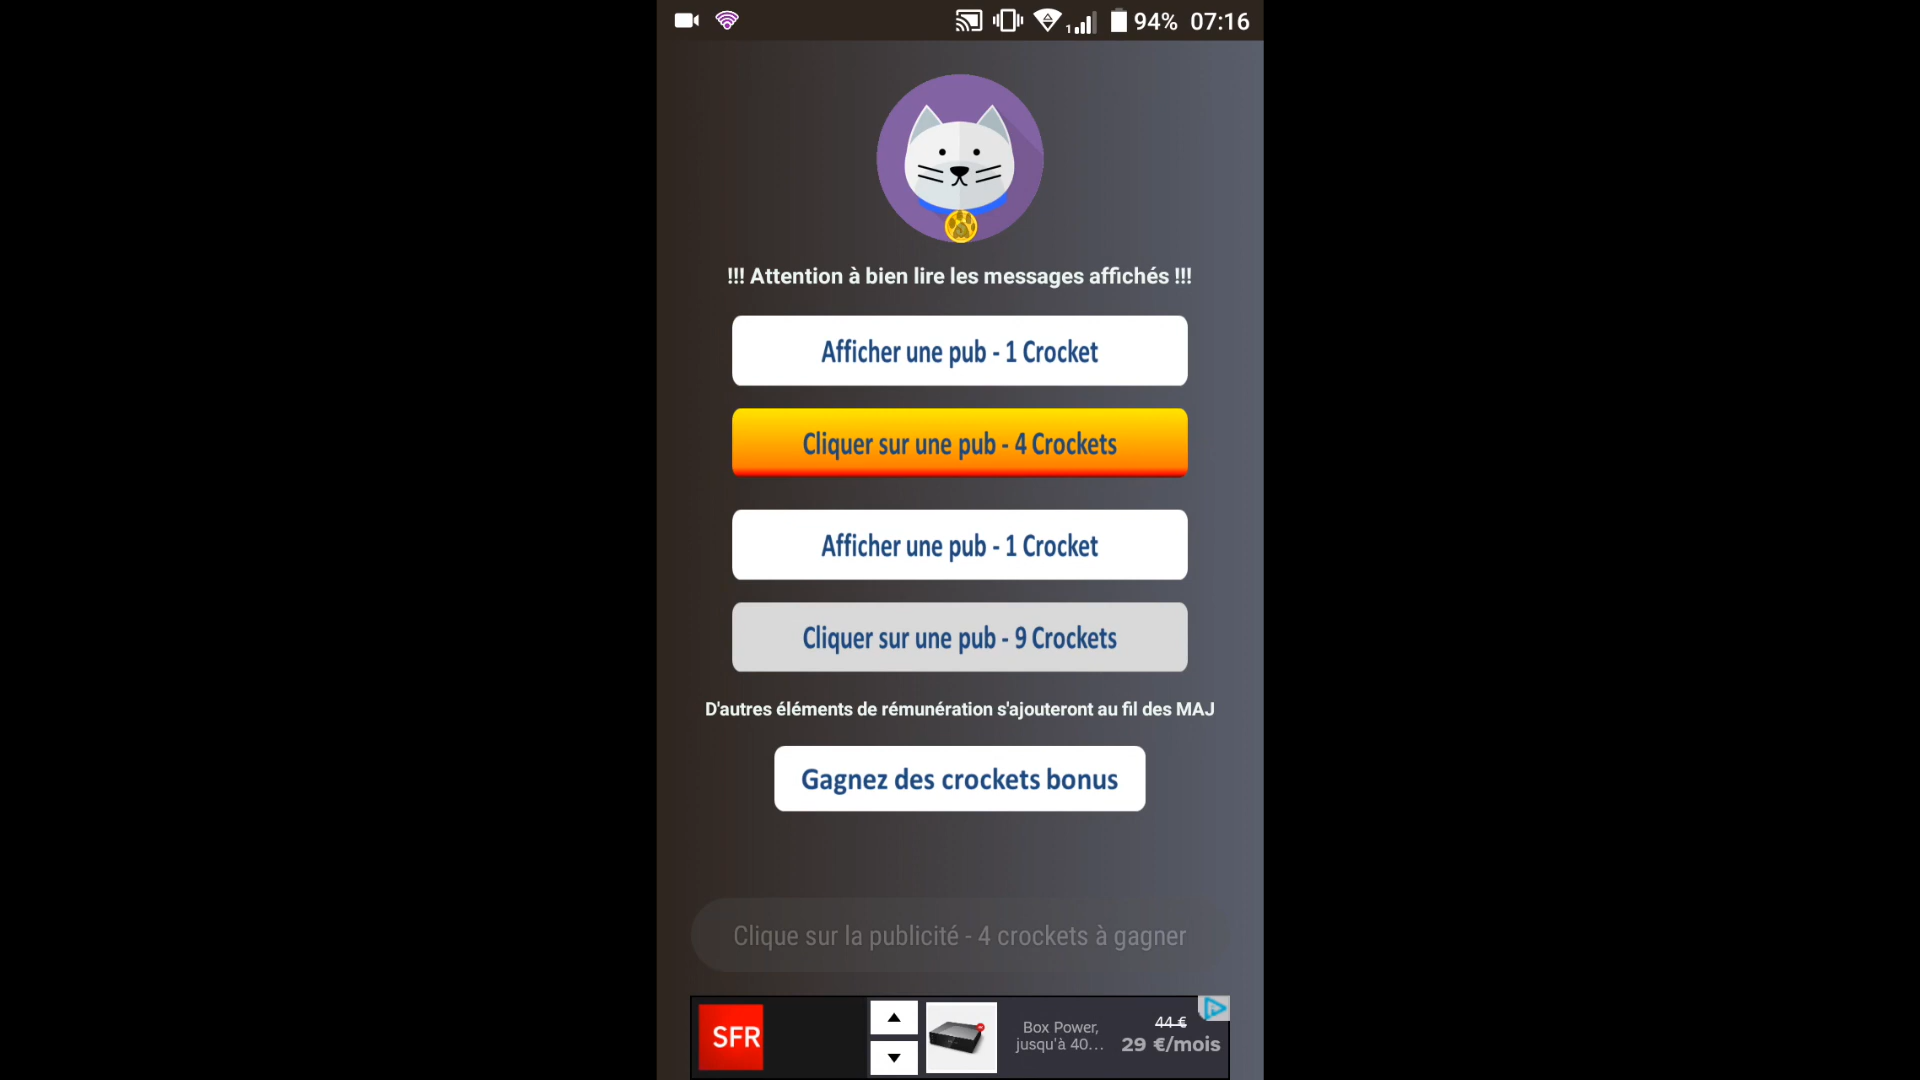 94% 07:16
!!! Attention à bien lire les messages affichés !!!
Afficher une pub - 1 Crocket
Cliquer sur une pub - 4 Crockets
Afficher une pub - 1 Crocket
Cliquer sur une pub - 9 Crockets
D'autres éléments de rémunération s'ajouteront au fil des MAJ
Gagnez des crockets bonus
Clique sur la publicité - 4 crockets à gagner
SFR
Box Power,
jusqu'à 40...
44 €
29 €/mois